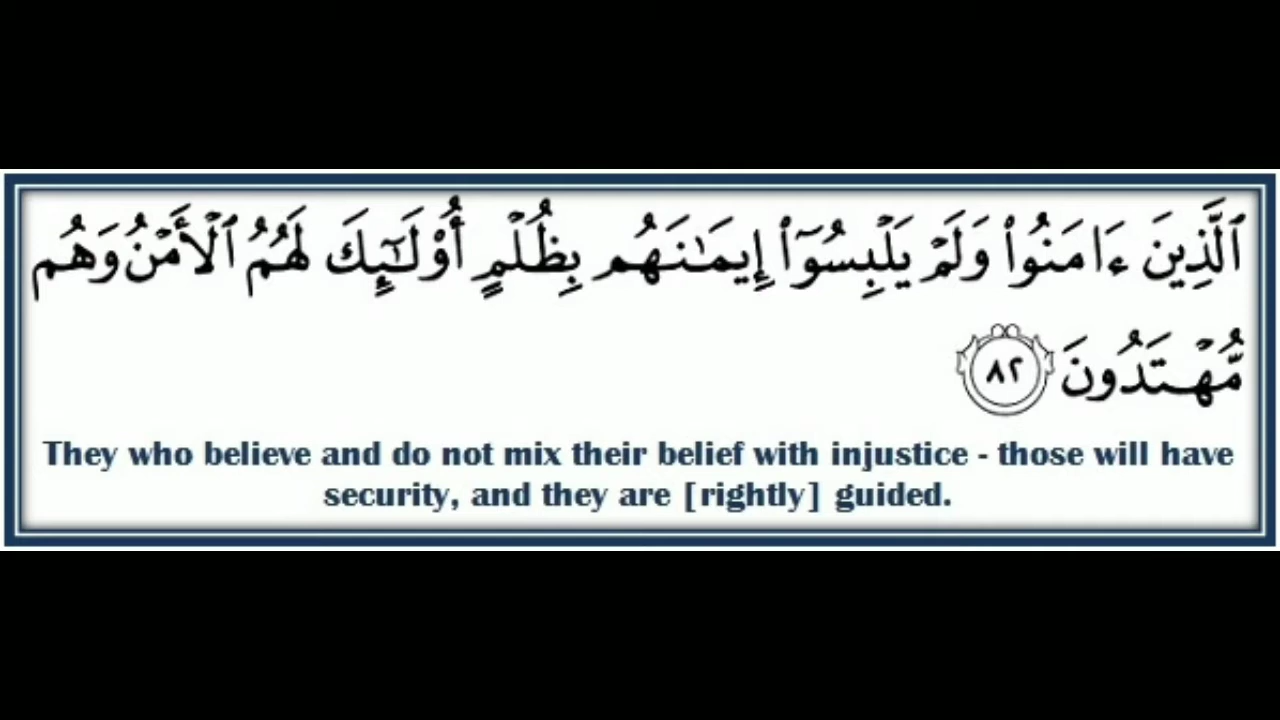 ٱلَّذِينَ ءَامَنُوا۟ وَلَمْ يَلْبِسُوٓا۟ إِيمَـٰنَهُم بِظُلْمٍ أُو۟لَـٰٓئِكَ لَهُمُ ٱلْأَمْنُ وَهُم
مُّهْتَدُونَ ٨٢
They who believe and do not mix their belief with injustice - those will have
security, and they are [rightly] guided.